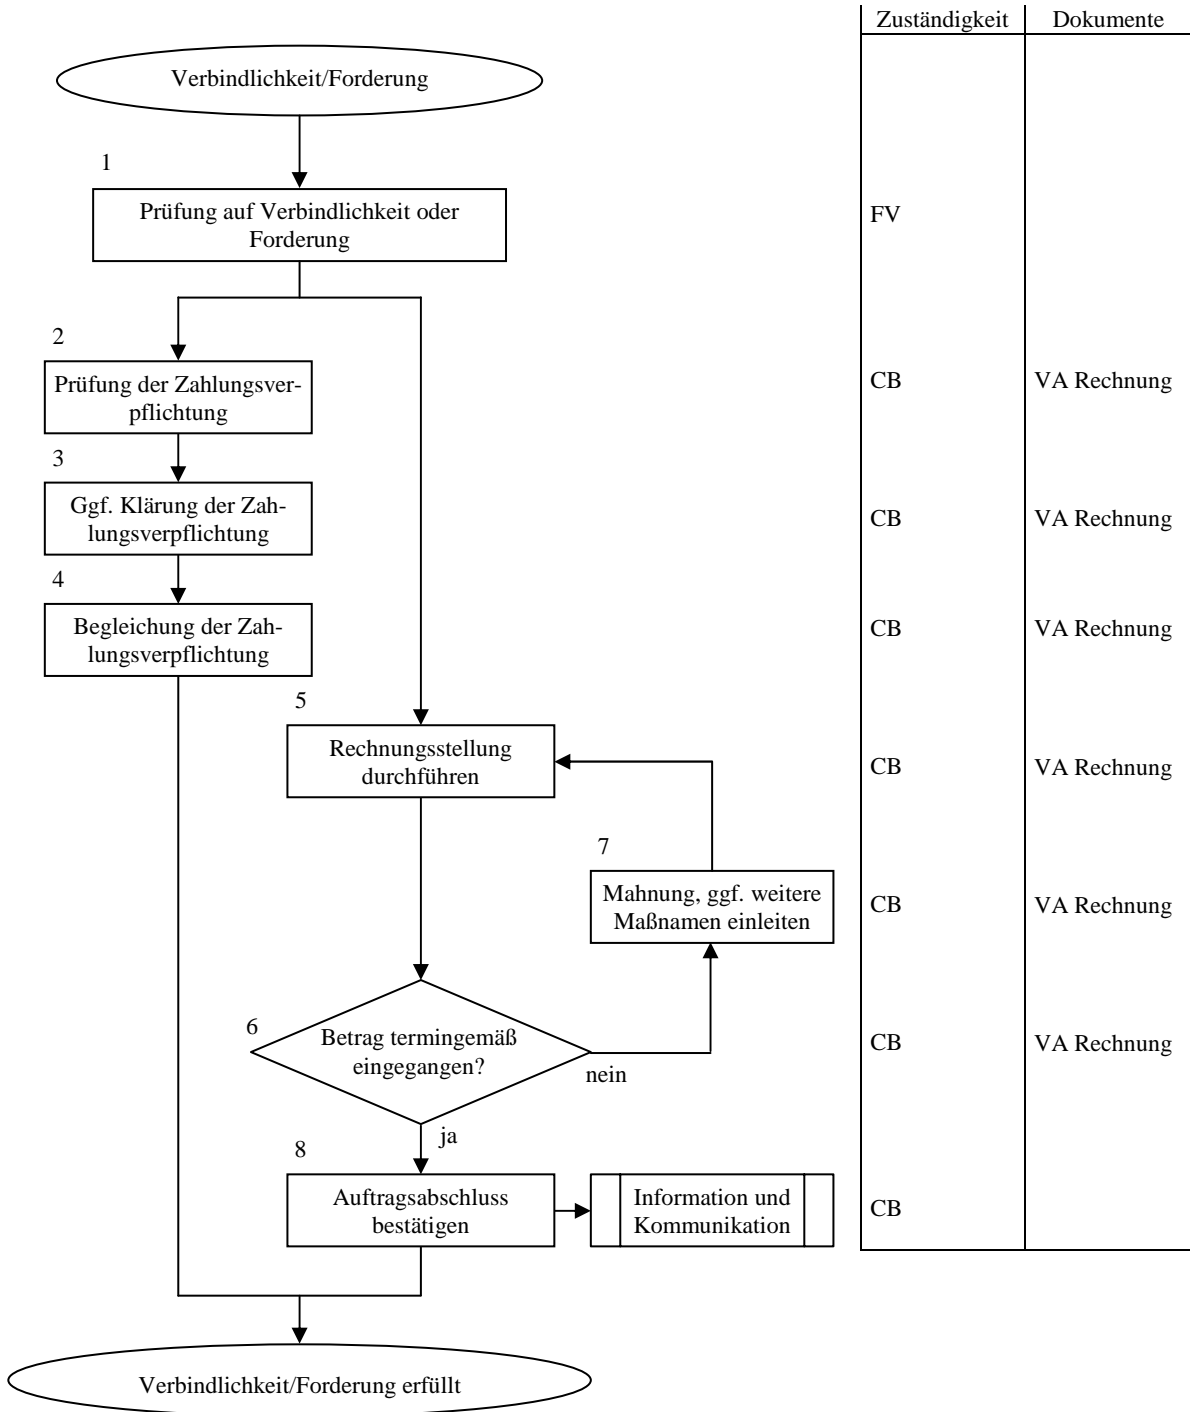 Zuständigkeit
Dokumente
Verbindlichkeit/Forderung
1
Prüfung auf Verbindlichkeit oder
Forderung
FV
2
Prüfung der Zahlungsver-
pflichtung
CB
VA Rechnung
3
Ggf. Klärung der Zah-
lungsverpflichtung
CB
VA Rechnung
4
Begleichung der Zah-
lungsverpflichtung
CB
VA Rechnung
5
Rechnungsstellung
durchführen
CB
VA Rechnung
7
Mahnung, ggf. weitere
Maßnamen einleiten
CB
VA Rechnung
6
Betrag termingemäß
eingegangen?
nein
ja
CB
VA Rechnung
8
Auftragsabschluss
bestätigen
Information und
Kommunikation
CB
Verbindlichkeit/Forderung erfüllt